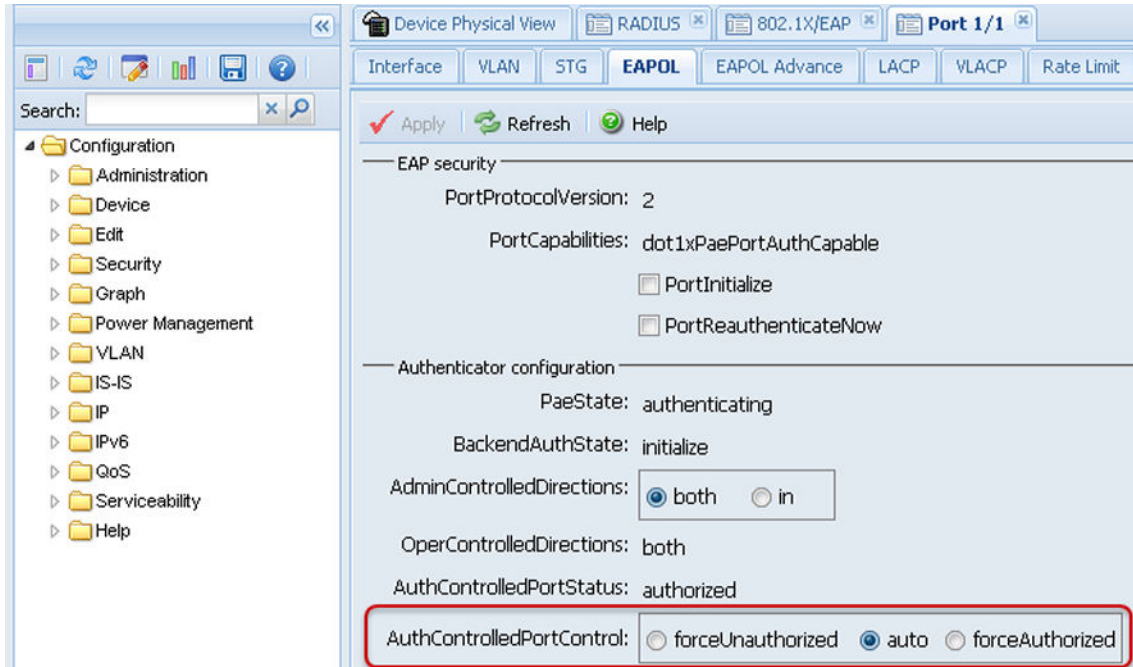 Device Physical View RADIUS 802.1X/EAP Port 1/1
Interface VLAN STG EAPOL EAPOL Advance LACP VLACP Rate Limit
Search:
Apply Refresh Help
Configuration
Administration
Device
Edit
Security
Graph
Power Management
VLAN
IS-IS
IP
IPv6
QoS
Serviceability
Help
EAP security
PortProtocolVersion: 2
PortCapabilities: dot1xPaePortAuthCapable
PortInitialize
PortReauthenticateNow
Authenticator configuration
PaeState: authenticating
BackendAuthState: initialize
AdminControlledDirections: both in
OperControlledDirections: both
AuthControlledPortStatus: authorized
AuthControlledPortControl: forceUnauthorized auto forceAuthorized